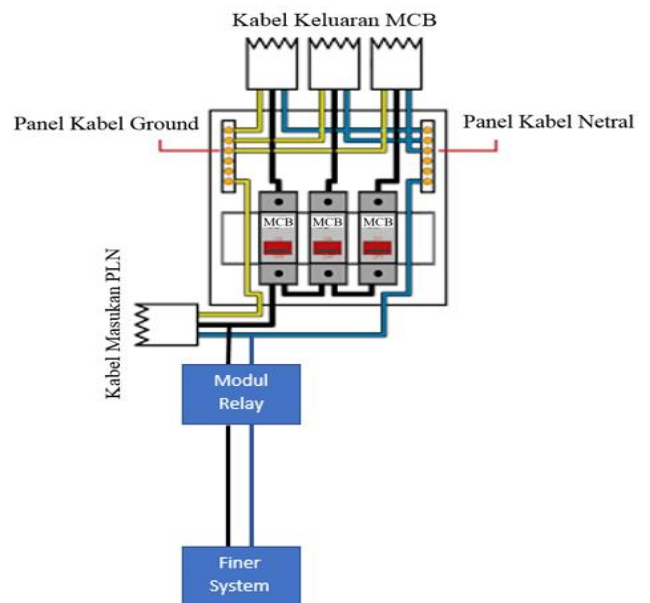 Kabel Keluaran MCB
Panel Kabel Ground
Panel Kabel Netral
MCB
MCB
MCB
Kabel Masukan PLN
Modul
Relay
Finer
System